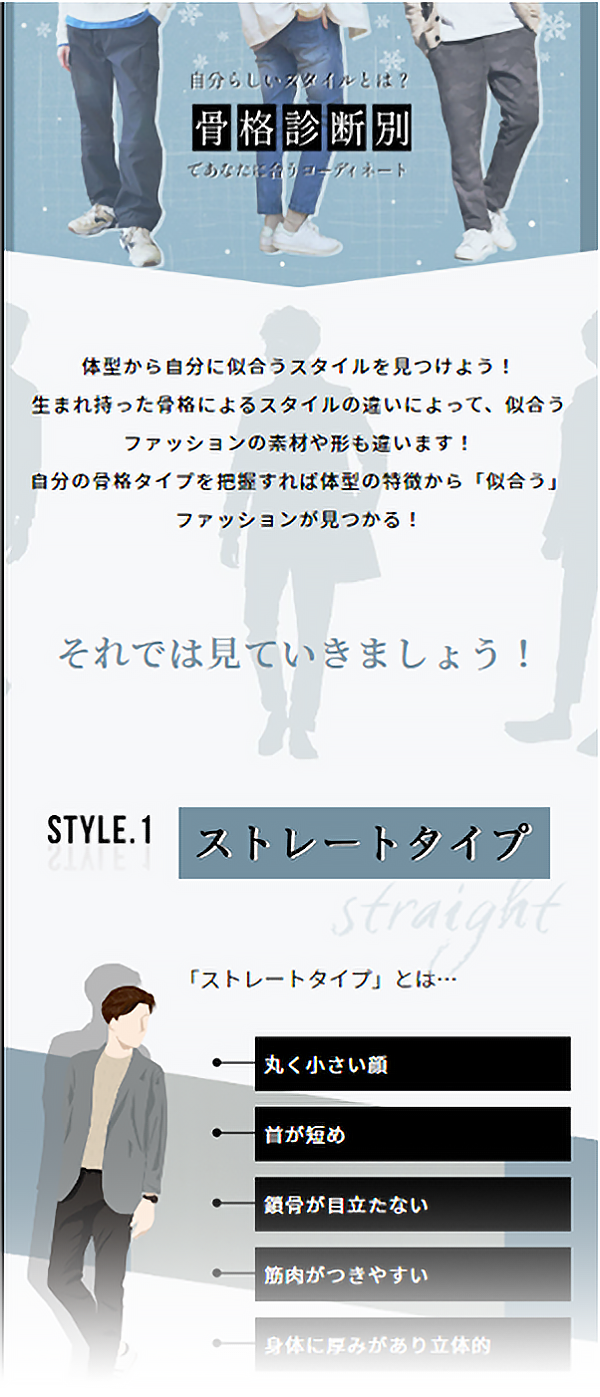 自分らしいスタイルとは？
骨格診断別
であなたに合うコーディネート
体型から自分に似合うスタイルを見つけよう！
生まれ持った骨格によるスタイルの違いによって、似合う
ファッションの素材や形も違います！
自分の骨格タイプを把握すれば体型の特徴から「似合う」
ファッションが見つかる！
それでは見ていきましょう！
STYLE.1
ストレートタイプ
straight
「ストレートタイプ」とは…
丸く小さい顔
首が短め
鎖骨が目立たない
筋肉がつきやすい
身体に厚みがあり立体的